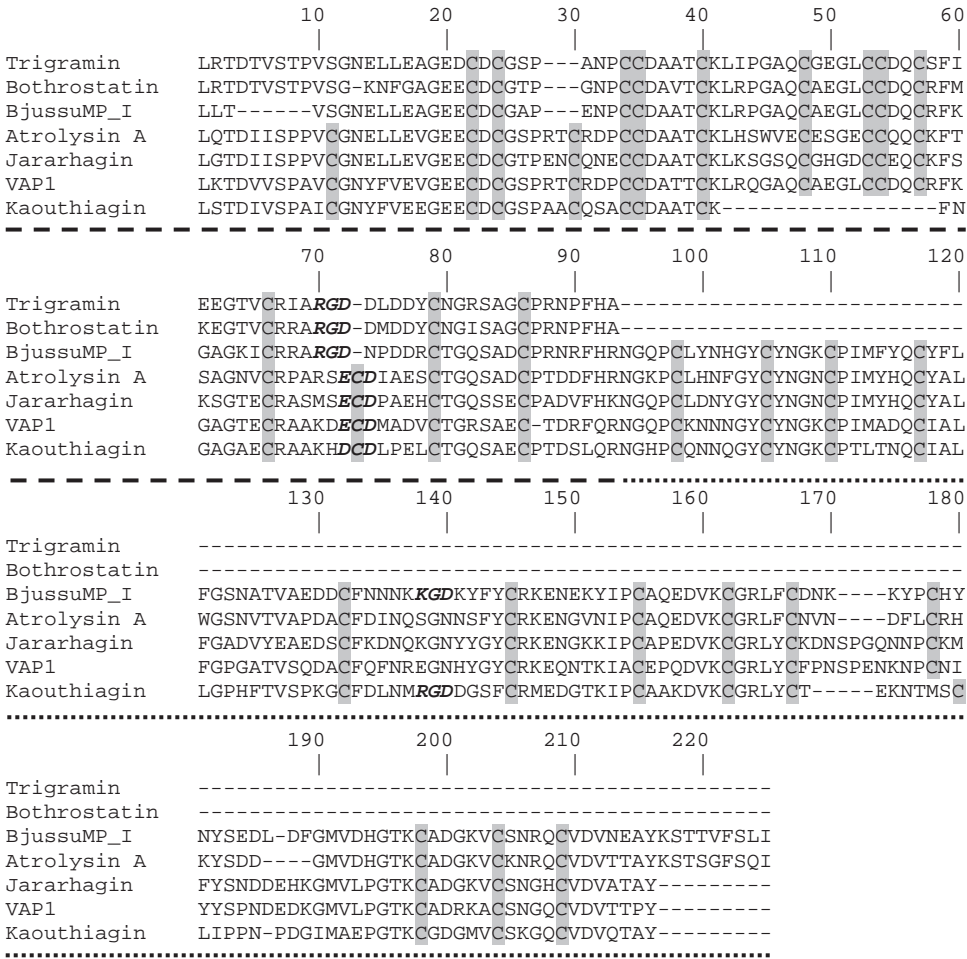 10 20 30 40 50 60
| | | | | |
Trigramin LRTDTVSTPVSGNELLEAGEDCDCGSP---ANPCCDAATCKLIPGAQCGEGLCCDQCSFI
Bothrostatin LRTDTVSTPVSG-KNFGAGEECDCGTP---GNPCCDAVTCKLRPGAQCAEGLCCDQCRFM
BjussuMP_I LLT------VSGNELLEAGEECDCGAP---ENPCCDAATCKLRPGAQCAEGLCCDQCRFK
Atrolysin A LQTDIISPPVCGNELLEVGEECDCGSPRTCRDPCCDAATCKLHSWVECESGECCQQCKFT
Jararhagin LGTDIISPPVCGNELLEVGEECDCGTPENCQNECCDAATCKLKSGSQCGHGDCCEQCKFS
VAP1 LKTDVVSPAVCGNYFVEVGEECDCGSPRTCRDPCCDATTCKLRQGAQCAEGLCCDQCRFK
Kaouthiagin LSTDIVSPAICGNYFVEEGEECDCGSPAACQSACCDAATCK-----------------FN
70 80 90 100 110 120
| | | | | |
Trigramin EEGTVCRIARGD-DLDDYCNGRSAGCPRNPFHA---------------------------
Bothrostatin KEGTVCRRARGD-DMDDYCNGISAGCPRNPFHA---------------------------
BjussuMP_I GAGKICRRARGD-NPDDRCTGQSADCPRNRFHRNGQPCLYNHGYCYNGKCPIMFYQCYFL
Atrolysin A SAGNVCRPARSECDIAESCTGQSADCPTDDFHRNGKPCLHNFGYCYNGNCPIMYHQCYAL
Jararhagin KSGTECRASMSECDPAEHCTGQSSECPADVFHKNGQPCLDNYGYCYNGNCPIMYHQCYAL
VAP1 GAGTECRAAKDECDMADVCTGRSAEC-TDRFQRNGQPCKNNNGYCYNGKCPIMADQCIAL
Kaouthiagin GAGAECRAAKHDCDLPELCTGQSAECPTDSLQRNGHPCQNNQGYCYNGKCPTLTNQCIAL
130 140 150 160 170 180
| | | | | |
Trigramin ------------------------------------------------------------
Bothrostatin ------------------------------------------------------------
BjussuMP_I FGSNATVAEDDCFNNNKKGDKYFYCRKENEKYIPCAQEDVKCGRLFCDNK----KYPCHY
Atrolysin A WGSNVTVAPDACFDINQSGNNSFYCRKENGVNIPCAQEDVKCGRLFCNVN----DFLCRH
Jararhagin FGADVYEAEDSCFKDNQKGNYYGYCRKENGKKIPCAPEDVKCGRLYCKDNSPGQNNPCKM
VAP1 FGPGATVSQDACFQFNREGNHYGYCRKEQNTKIACEPQDVKCGRLYCFPNSPENKNPCNI
Kaouthiagin LGPHFTVSPKGCFDLNMRGDDGSFCRMEDGTKIPCAAKDVKCGRLYCT-----EKNTMSC
190 200 210 220
| | | |
Trigramin ---------------------------------------------
Bothrostatin ---------------------------------------------
BjussuMP_I NYSEDL-DFGMVDHGTKCADGKVCSNRQCVDVNEAYKSTTVFSLI
Atrolysin A KYSDD----GMVDHGTKCADGKVCKNRQCVDVTTAYKSTSGFSQI
Jararhagin FYSNDDEHKGMVLPGTKCADGKVCSNGHCVDVATAY---------
VAP1 YYSPNDEDKGMVLPGTKCADRKACSNGQCVDVTTPY---------
Kaouthiagin LIPPN-PDGIMAEPGTKCGDGMVCSKGQCVDVQTAY---------